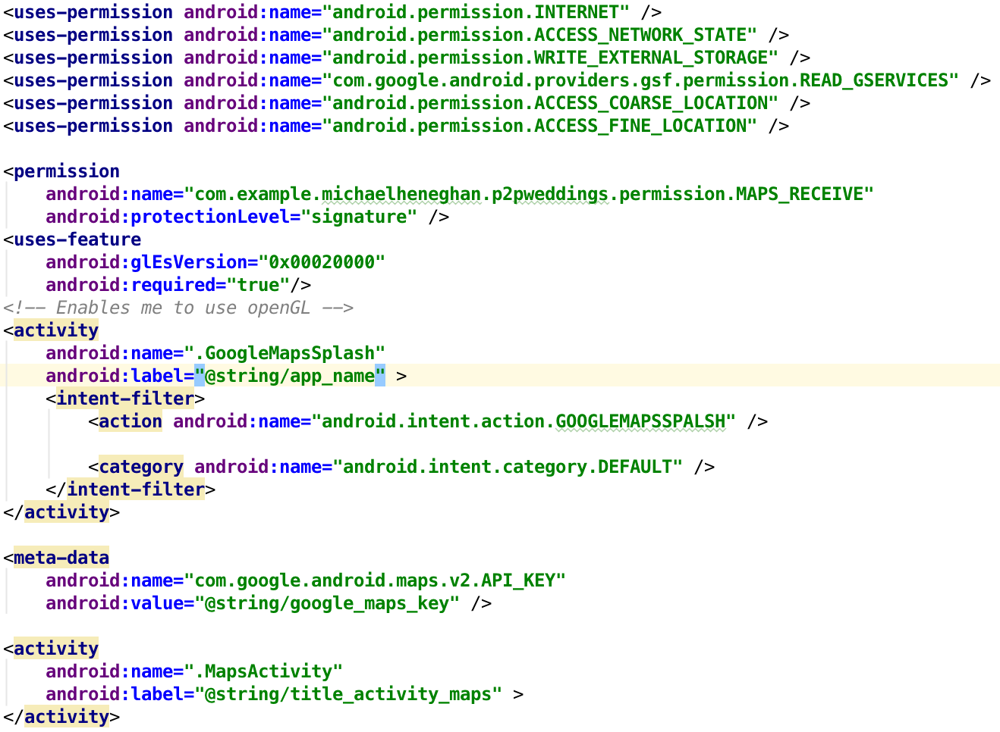 <uses-permission android:name="android.permission.INTERNET" />
<uses-permission android:name="android.permission.ACCESS_NETWORK_STATE" />
<uses-permission android:name="android.permission.WRITE_EXTERNAL_STORAGE" />
<uses-permission android:name="com.google.android.providers.gsf.permission.READ_GSERVICES" />
<uses-permission android:name="android.permission.ACCESS_COARSE_LOCATION" />
<uses-permission android:name="android.permission.ACCESS_FINE_LOCATION" />
<permission
android:name="com.example.michaelheneghan.p2pweddings.permission.MAPS_RECEIVE"
android:protectionLevel="signature" />
<uses-feature
android:glEsVersion="0x00020000"
android:required="true"/>
<!-- Enables me to use openGL -->
<activity
android:name=".GoogleMapsSplash"
android:label="@string/app_name" >
<intent-filter>
<action android:name="android.intent.action.GOOGLEMAPSSPALSH" />
<category android:name="android.intent.category.DEFAULT" />
</intent-filter>
</activity>
<meta-data
android:name="com.google.android.maps.v2.API_KEY"
android:value="@string/google_maps_key" />
<activity
android:name=".MapsActivity"
android:label="@string/title_activity_maps" >
</activity>